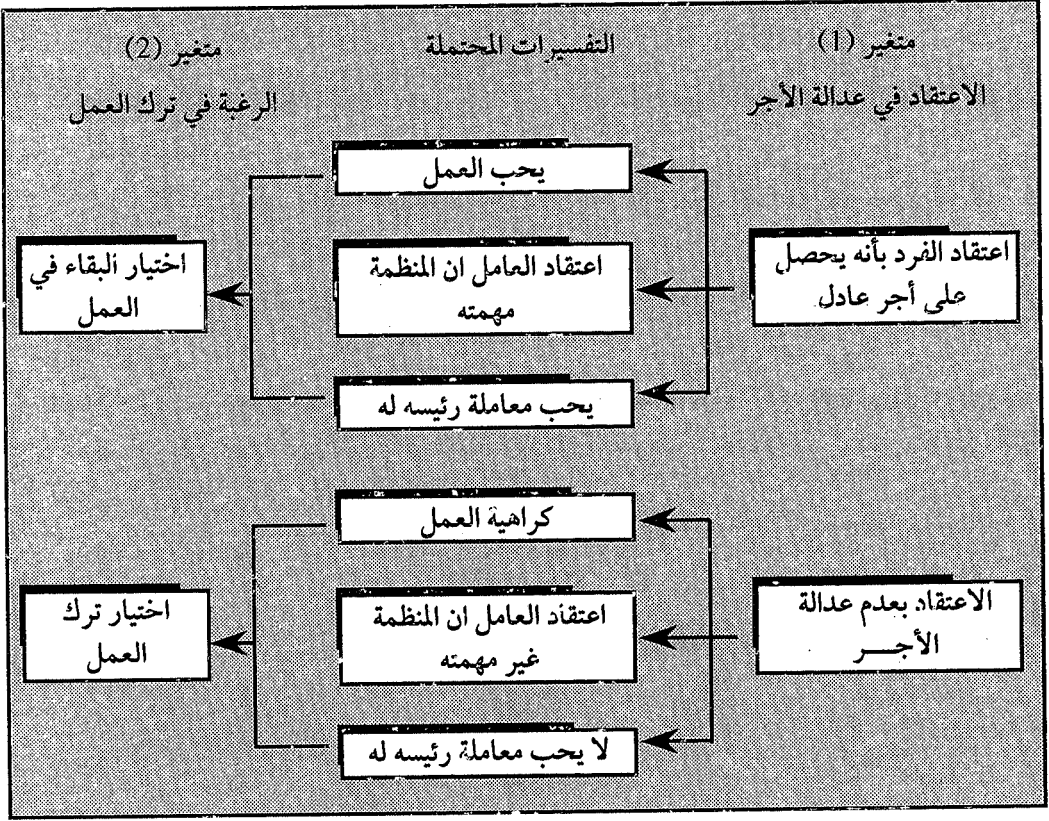 متغير (1)
الاعتقاد في عدالة الأجر
التفسيرات المحتملة
متغير (2)
الرغبة في ترك العمل
اعتقاد الفرد بأنه يحصل
على أجر عادل
يحب العمل
اعتقاد العامل ان المنظمة
مهمته
يحب معاملة رئيسه له
اختيار البقاء في
العمل
الاعتقاد بعدم عدالة
الأجـــر
كراهية العمل
اعتقاد العامل ان المنظمة
غير مهمته
لا يحب معاملة رئيسه له
اختيار ترك
العمل